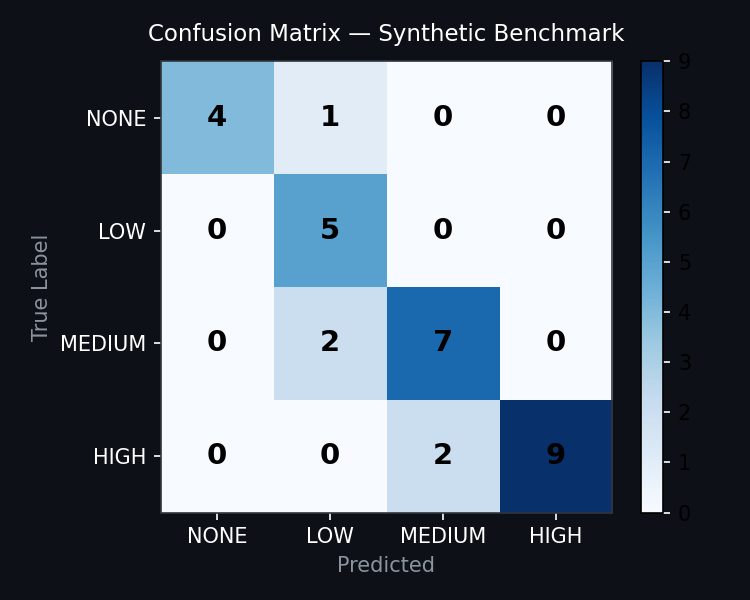 Confusion Matrix — Synthetic Benchmark
True Label
NONE 4 1 0 0
LOW 0 5 0 0
MEDIUM 0 2 7 0
HIGH 0 0 2 9
NONE LOW MEDIUM HIGH
Predicted
9
8
7
6
5
4
3
2
1
0